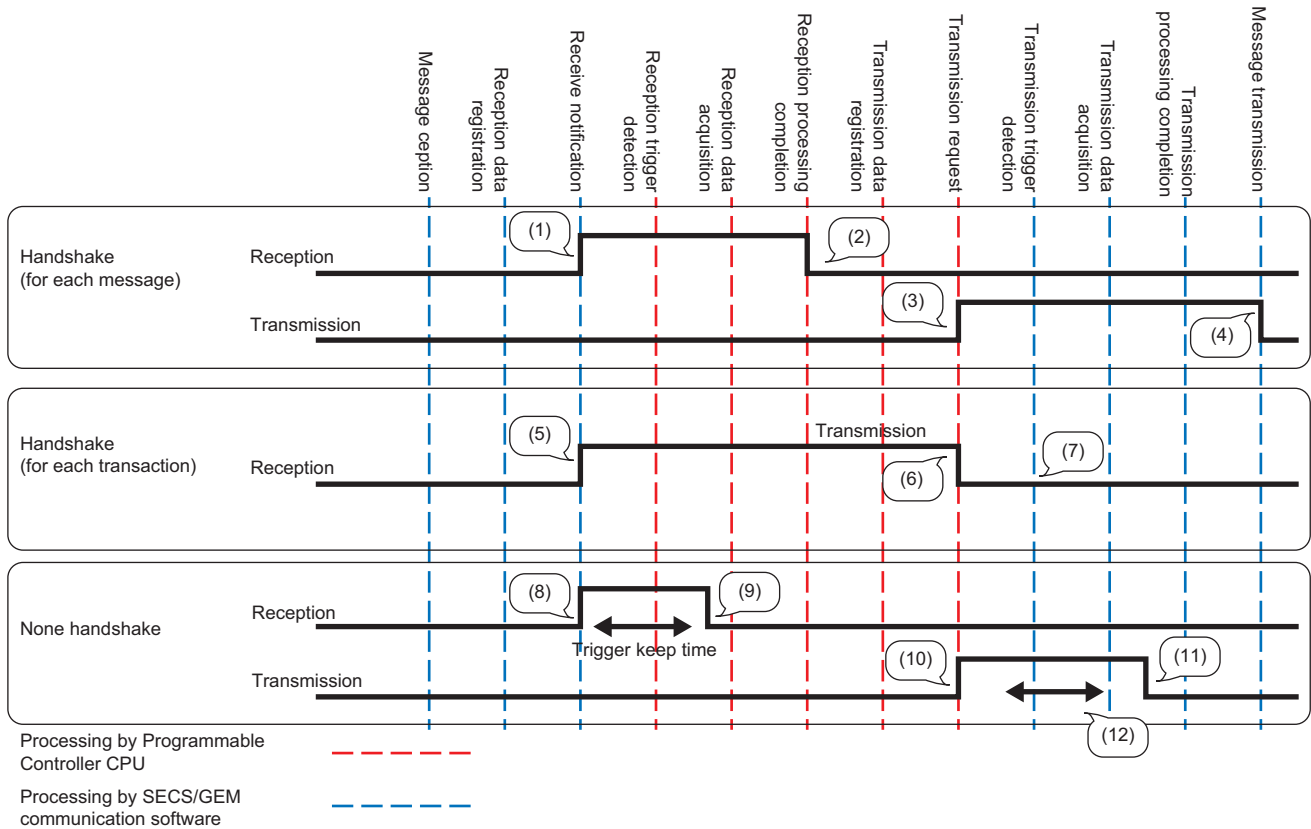 Message ception
Reception data
registration
Receive notification
Reception trigger
detection
Reception data
acquisition
Reception processing
completion
Transmission data
registration
Transmission request
Transmission trigger
detection
Transmission data
acquisition
Transmission
processing completion
Message transmission
Handshake
(for each message)
Reception
(1)
(2)
Transmission
(3)
(4)
Handshake
(for each transaction)
Reception
(5)
Transmission
(6)
(7)
None handshake
Reception
(8)
(9)
Trigger keep time
Transmission
(10)
(11)
(12)
Processing by Programmable
Controller CPU
Processing by SECS/GEM
communication software